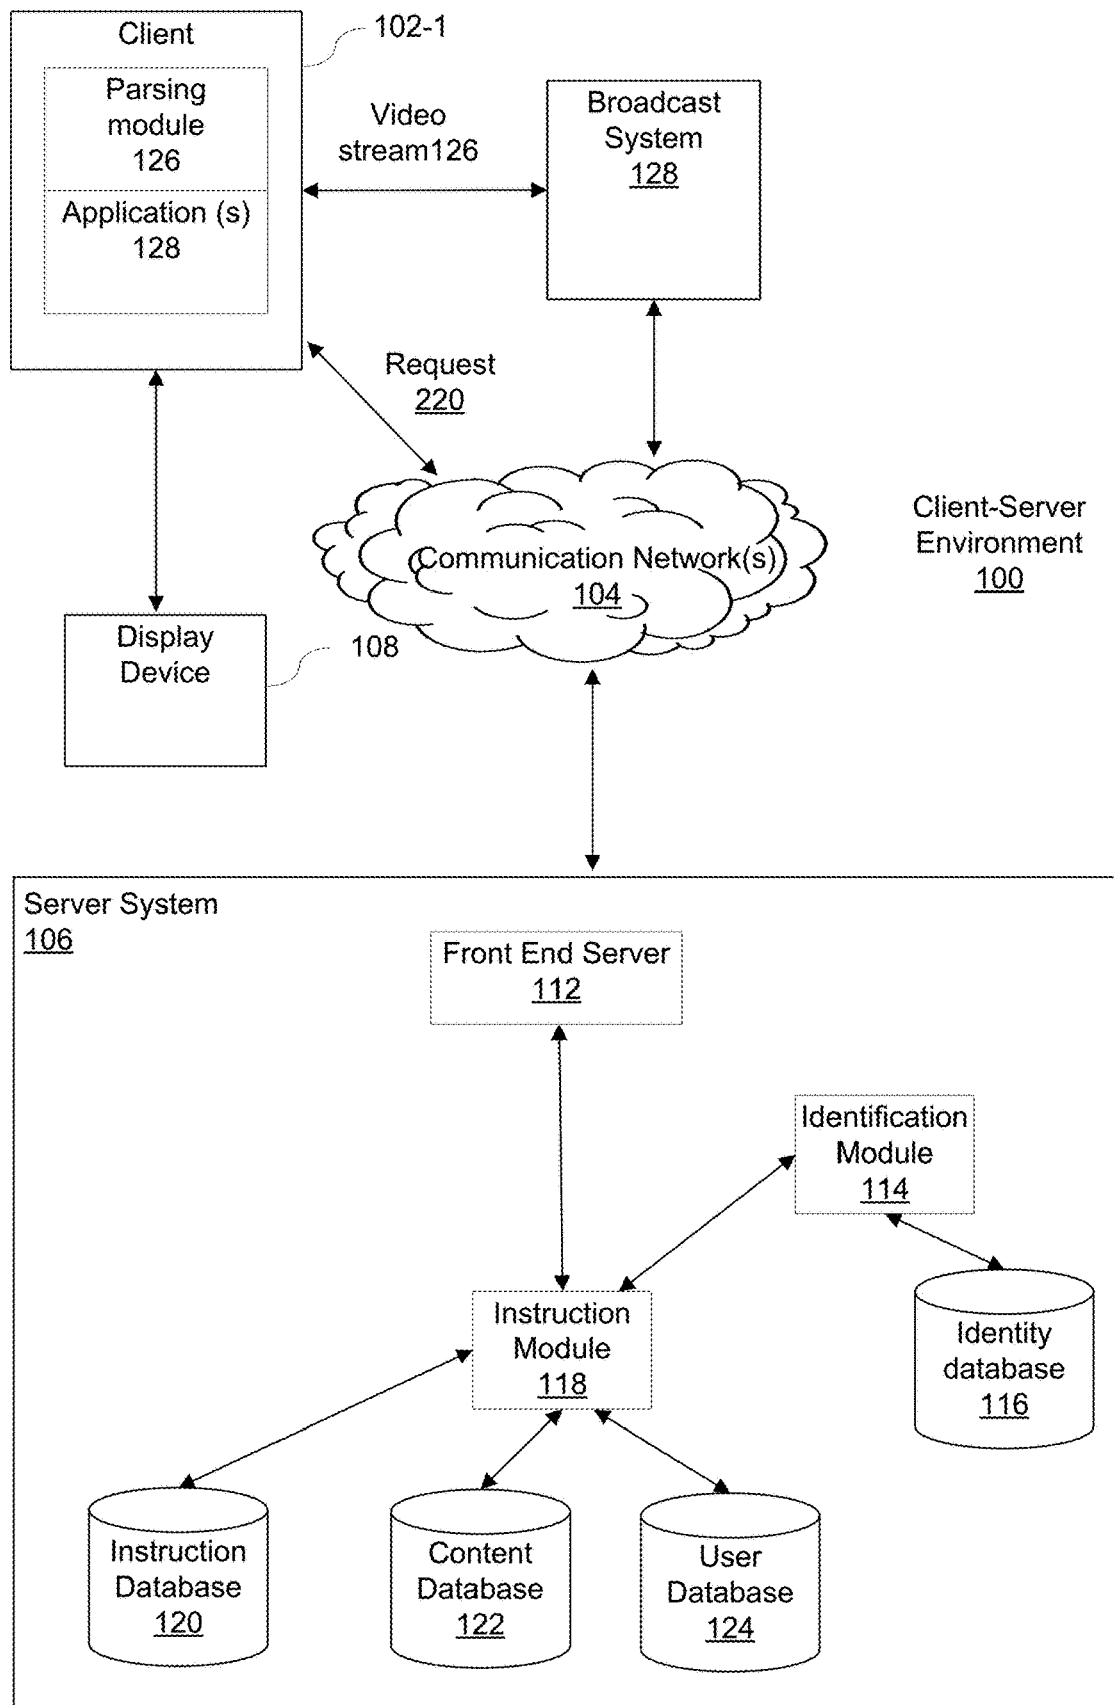 Client
102-1
Parsing
module
126
Application (s)
128
Video
stream126
Broadcast
System
128
Request
220
Communication Network(s)
104
Client-Server
Environment
100
Display
Device
108
Server System
106
Front End Server
112
Identification
Module
114
Identity
database
116
Instruction
Module
118
Instruction
Database
120
Content
Database
122
User
Database
124